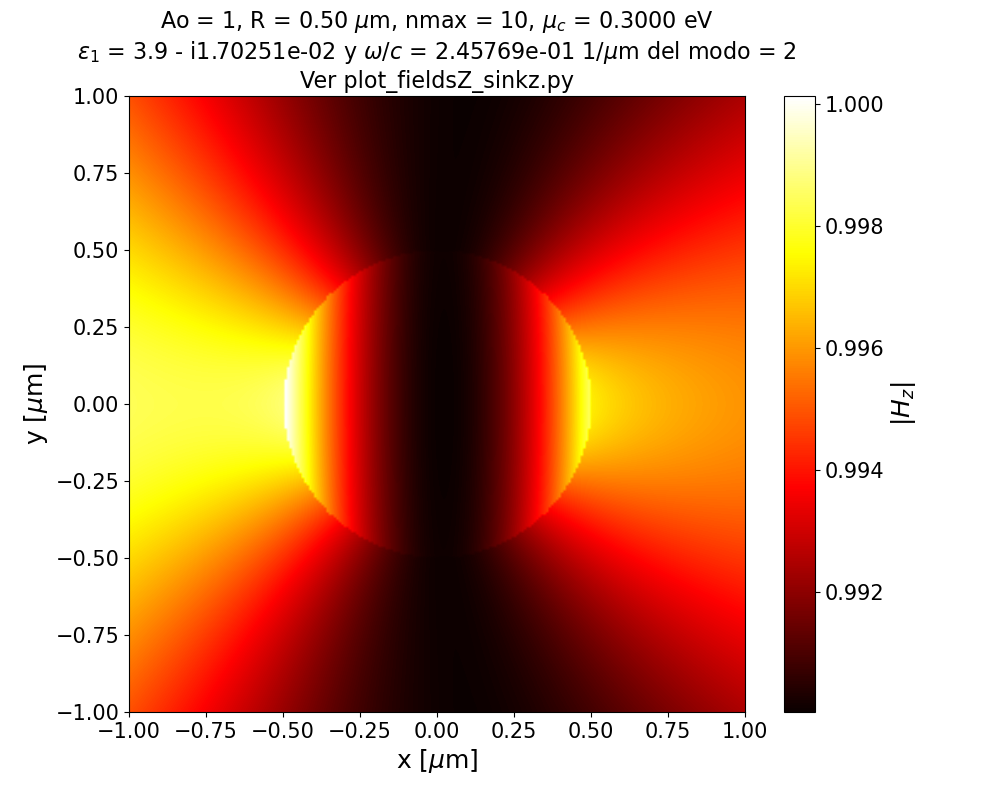 Ao = 1, R = 0.50 μm, nmax = 10, μc = 0.3000 eV
ε1 = 3.9 - i1.70251e-02 y ω/c = 2.45769e-01 1/μm del modo = 2
Ver plot_fieldsZ_sinkz.py
1.00
0.75
0.50
0.25
0.00
−0.25
−0.50
−0.75
−1.00
y [μm]
−1.00 −0.75 −0.50 −0.25 0.00 0.25 0.50 0.75 1.00
x [μm]
1.000
0.998
0.996
0.994
0.992
|Hz|